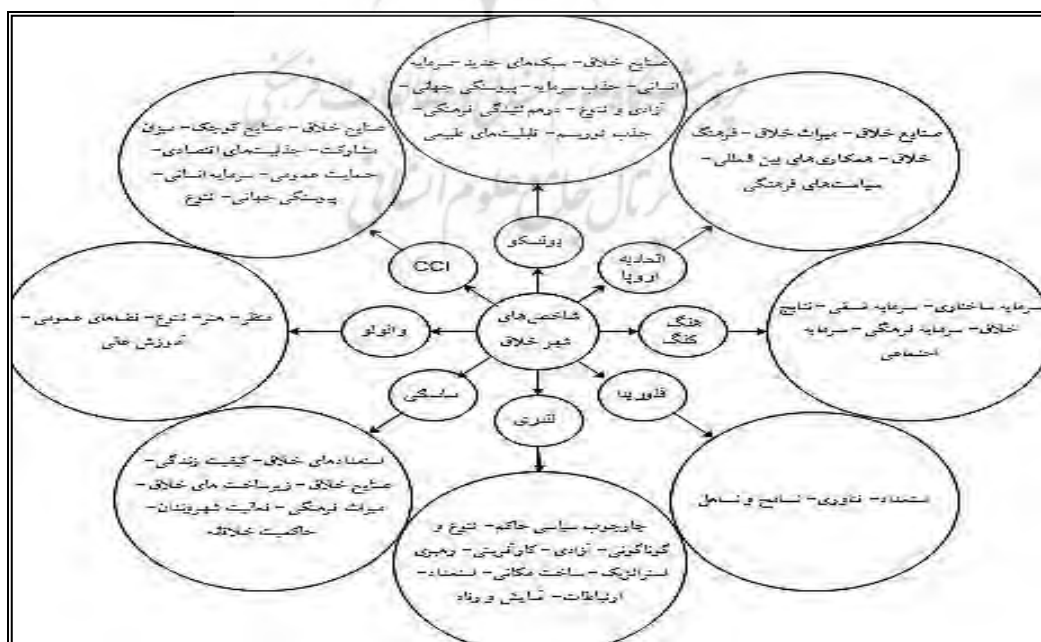 صنایع خلاق- سبک‌های جدید- سرمایه
انسانی- جذب سرمایه- پیوستگی جهانی-
آزادی و تنوع- درهم تنیدگی فرهنگی-
جذب توریسم- قابلیت‌های طبیعی
صنایع خلاق- میراث خلاق- فرهنگ
خلاق- همکاری‌های بین المللی-
سیاست‌های فرهنگی
صنایع خلاق- صنایع کوچک- میزان
مشارکت- جذابیت‌های اقتصادی-
حمایت عمومی- سرمایه انسانی-
پیوستگی جهانی- تنوع
یونسکو
اتحادیه
اروپا
CCI
شاخص‌های
شهر خلاق
هنگ
کنگ
سرمایه ساختاری- سرمایه نسقی- نتایج
خلاق- سرمایه فرهنگی- سرمایه
اجتماعی
منظر- هنر- تنوع- فضاهای عمومی-
آموزش عالی
فلوریدا
لندری
استعداد- فناوری- تسامح و تساهل
استعدادهای خلاق- کیفیت زندگی-
صنایع خلاق- زیرساخت های خلاق-
میراث فرهنگی- فعالیت شهروندان-
حاکمیت خلاقانه
چارچوب سیاسی حاکم- تنوع و
گوناگونی- آزادی- کارآفرینی- رهبری
استراتژیک- ساخت مکانی- استعداد-
ارتباطات- آسایش و رفاه
پرتال جامع علوم انسانی